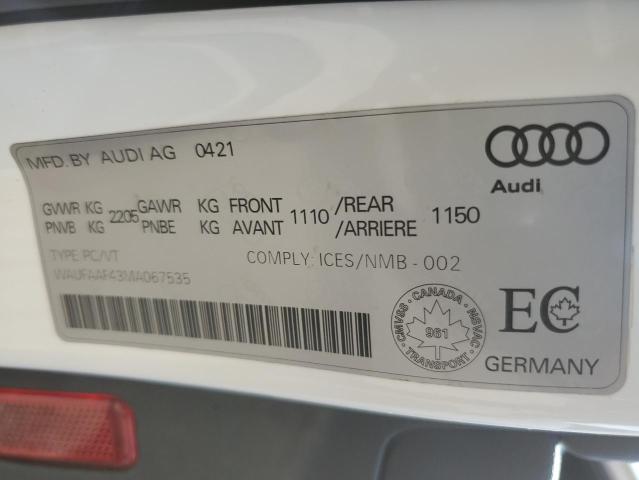 MFD. BY AUDI AG 0421
Audi
GVWR KG 2205 GAWR KG FRONT 1110 /REAR 1150
PNVB KG PNBE KG AVANT /ARRIERE
TYPE: PC/VT
COMPLY: ICES/NMB-002
WAUFAAF43MA067535
CMVSS • CANADA • NSVAC
961
TRANSPORT
EC
GERMANY